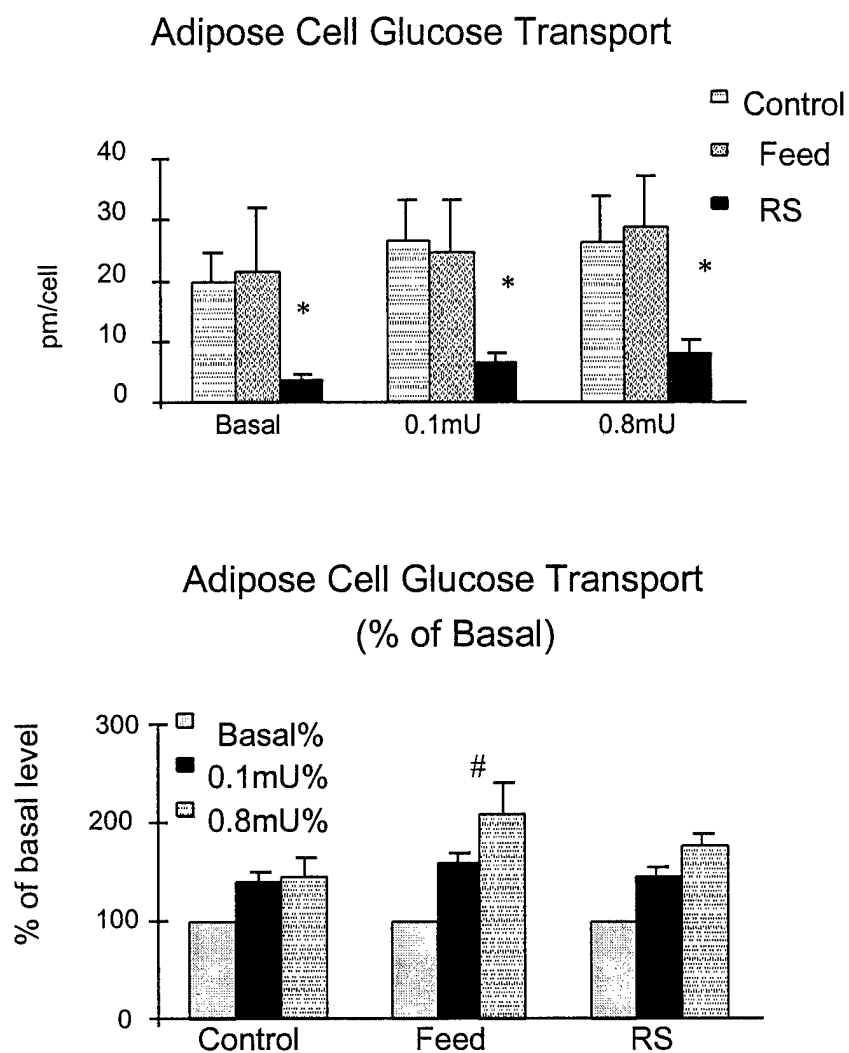 Adipose Cell Glucose Transport
Control
Feed
RS
pm/cell
40
30
20
10
0
*
*
*
Basal 0.1mU 0.8mU
Adipose Cell Glucose Transport
(% of Basal)
% of basal level
300
200
100
0
Basal%
0.1mU%
0.8mU%
#
Control Feed RS